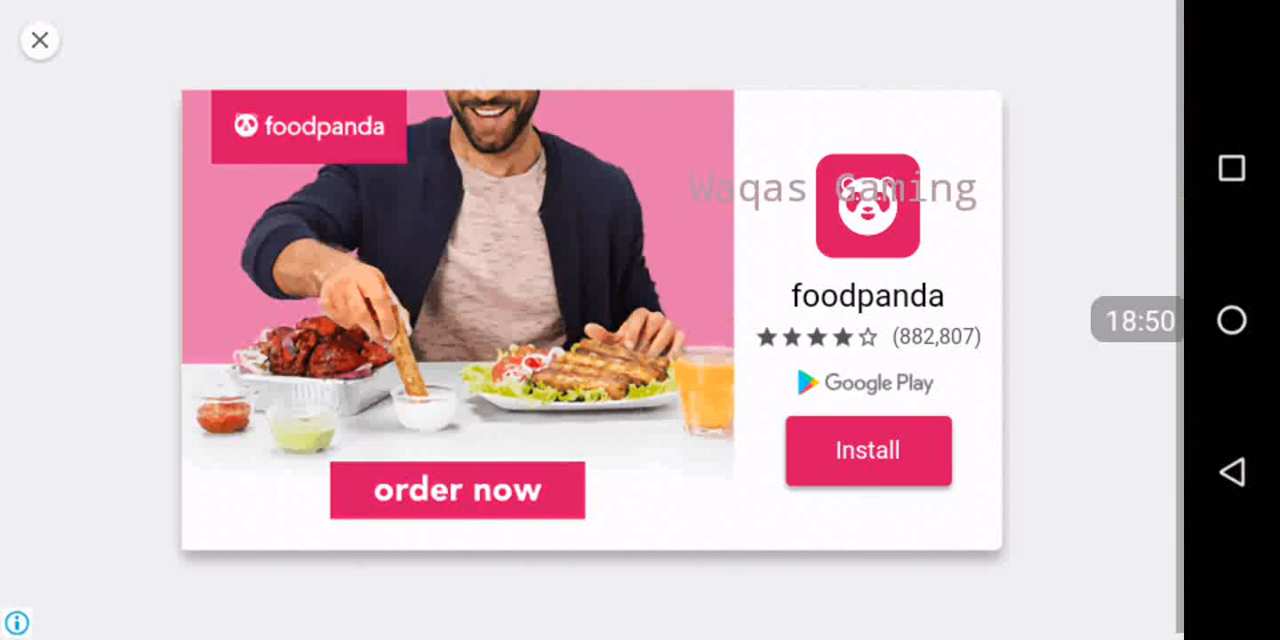 foodpanda
Waqas Gaming
foodpanda
(882,807)
Google Play
Install
order now
18:50